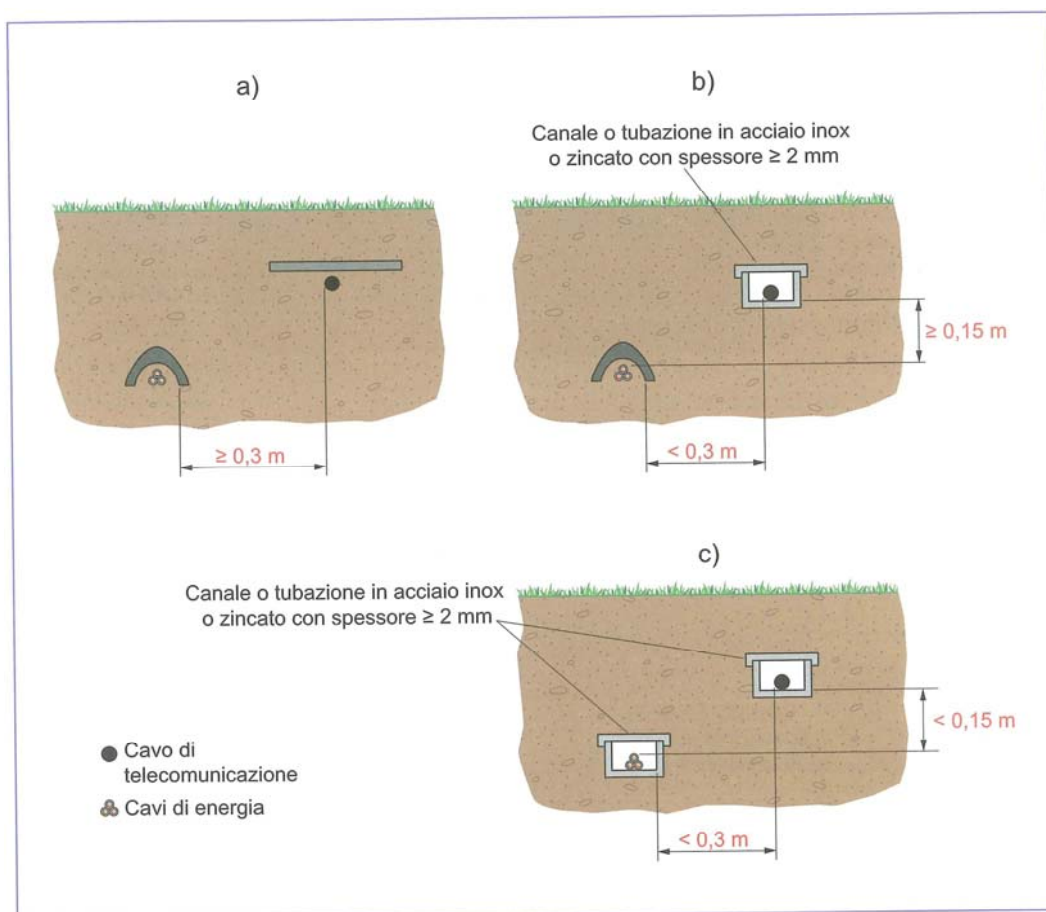 a)
b)
Canale o tubazione in acciaio inox
o zincato con spessore ≥ 2 mm
≥ 0,15 m
≥ 0,3 m
< 0,3 m
c)
Canale o tubazione in acciaio inox
o zincato con spessore ≥ 2 mm
< 0,15 m
Cavo di
telecomunicazione
Cavi di energia
< 0,3 m